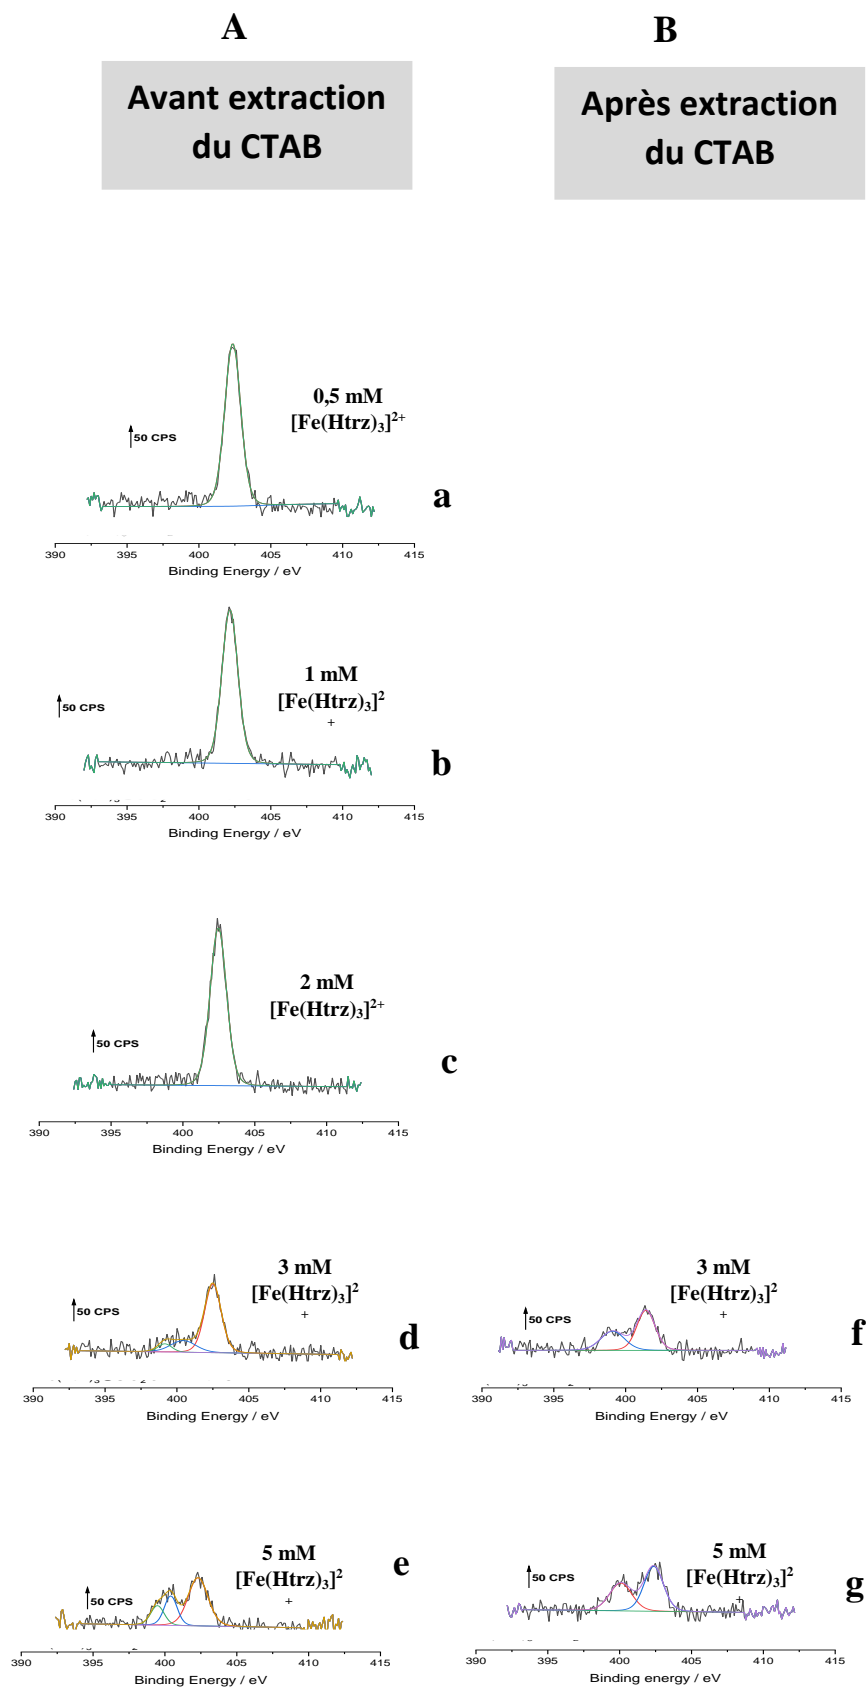 A
B
Avant extraction
du CTAB
Après extraction
du CTAB
0,5 mM
[Fe(Htrz)₃]²⁺
50 CPS
a
390 395 400 405 410 415
Binding Energy / eV
1 mM
[Fe(Htrz)₃]²
+
50 CPS
b
390 395 400 405 410 415
Binding Energy / eV
2 mM
[Fe(Htrz)₃]²⁺
50 CPS
c
390 395 400 405 410 415
Binding Energy / eV
3 mM
[Fe(Htrz)₃]²
+
50 CPS
d
390 395 400 405 410 415
Binding Energy / eV
3 mM
[Fe(Htrz)₃]²
+
50 CPS
f
390 395 400 405 410 415
Binding Energy / eV
5 mM
[Fe(Htrz)₃]²
+
50 CPS
e
390 395 400 405 410 415
Binding Energy / eV
5 mM
[Fe(Htrz)₃]²
+
50 CPS
g
390 395 400 405 410 415
Binding energy / eV